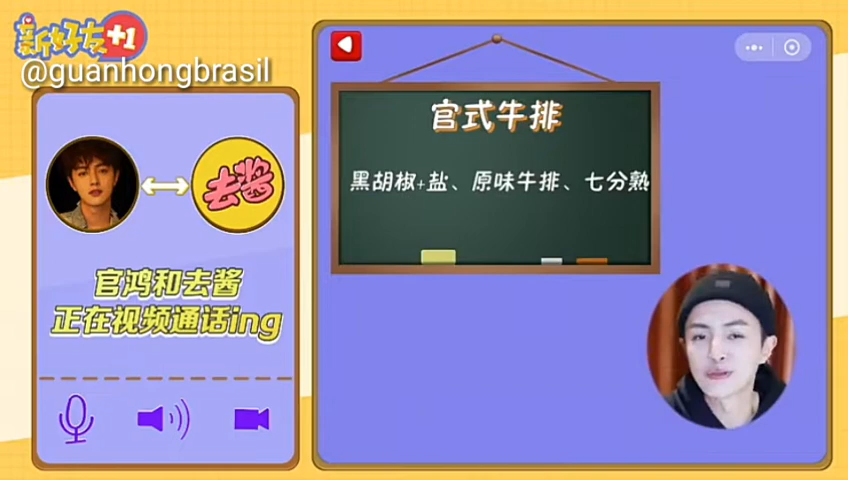 新好友+1
@guanhongbrasil
去酱
官鸿和去酱
正在视频通话ing
官式牛排
黑胡椒+盐、原味牛排、七分熟